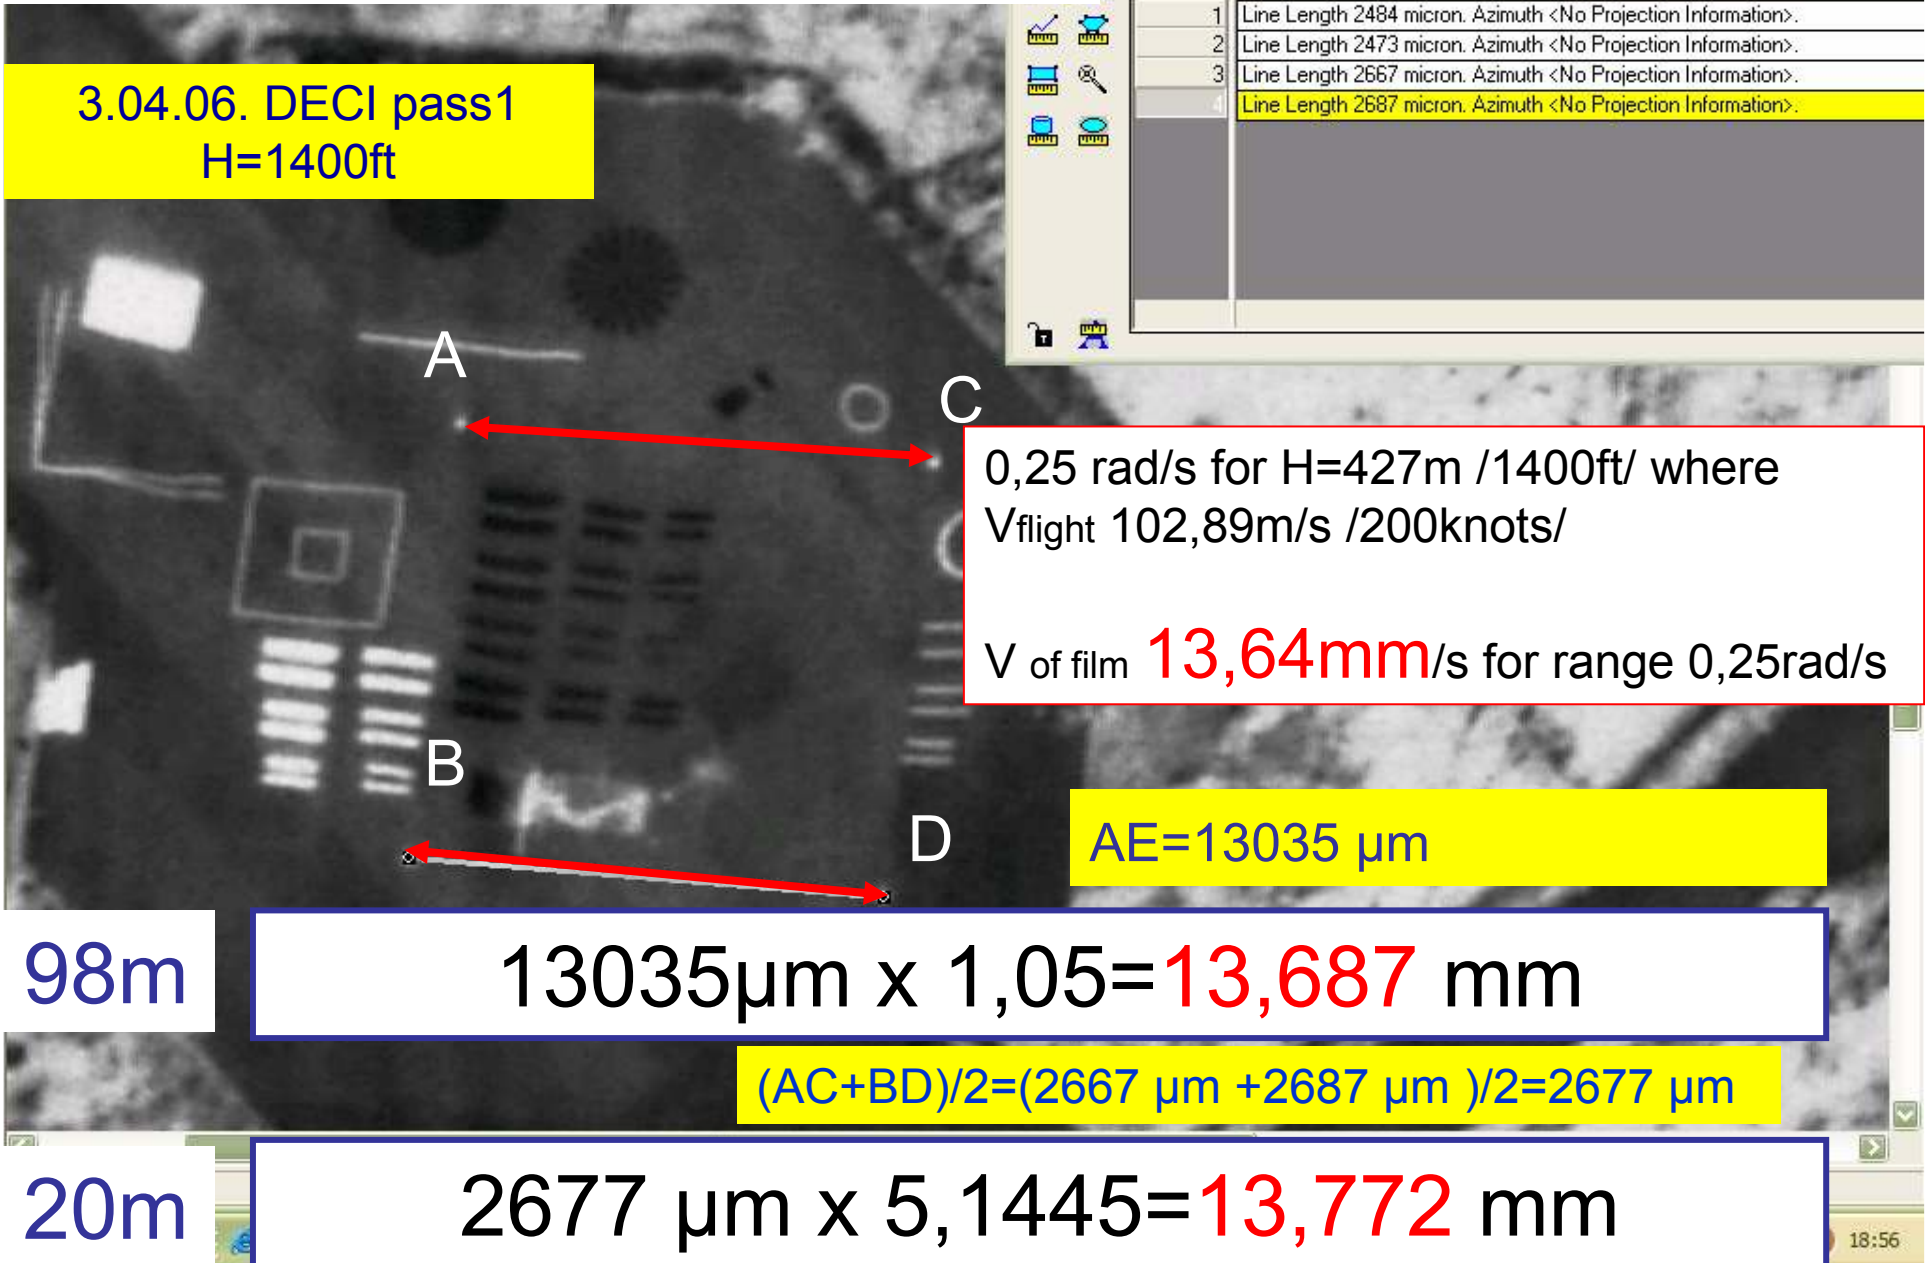 3.04.06. DECI pass1
H=1400ft
1 Line Length 2484 micron. Azimuth <No Projection Information>.
2 Line Length 2473 micron. Azimuth <No Projection Information>.
3 Line Length 2667 micron. Azimuth <No Projection Information>.
4 Line Length 2687 micron. Azimuth <No Projection Information>.
A
C
0,25 rad/s for H=427m /1400ft/ where
Vflight 102,89m/s /200knots/
V of film 13,64mm/s for range 0,25rad/s
B
D
AE=13035 µm
98m
13035µm x 1,05=13,687 mm
(AC+BD)/2=(2667 µm +2687 µm )/2=2677 µm
20m
2677 µm x 5,1445=13,772 mm
18:56